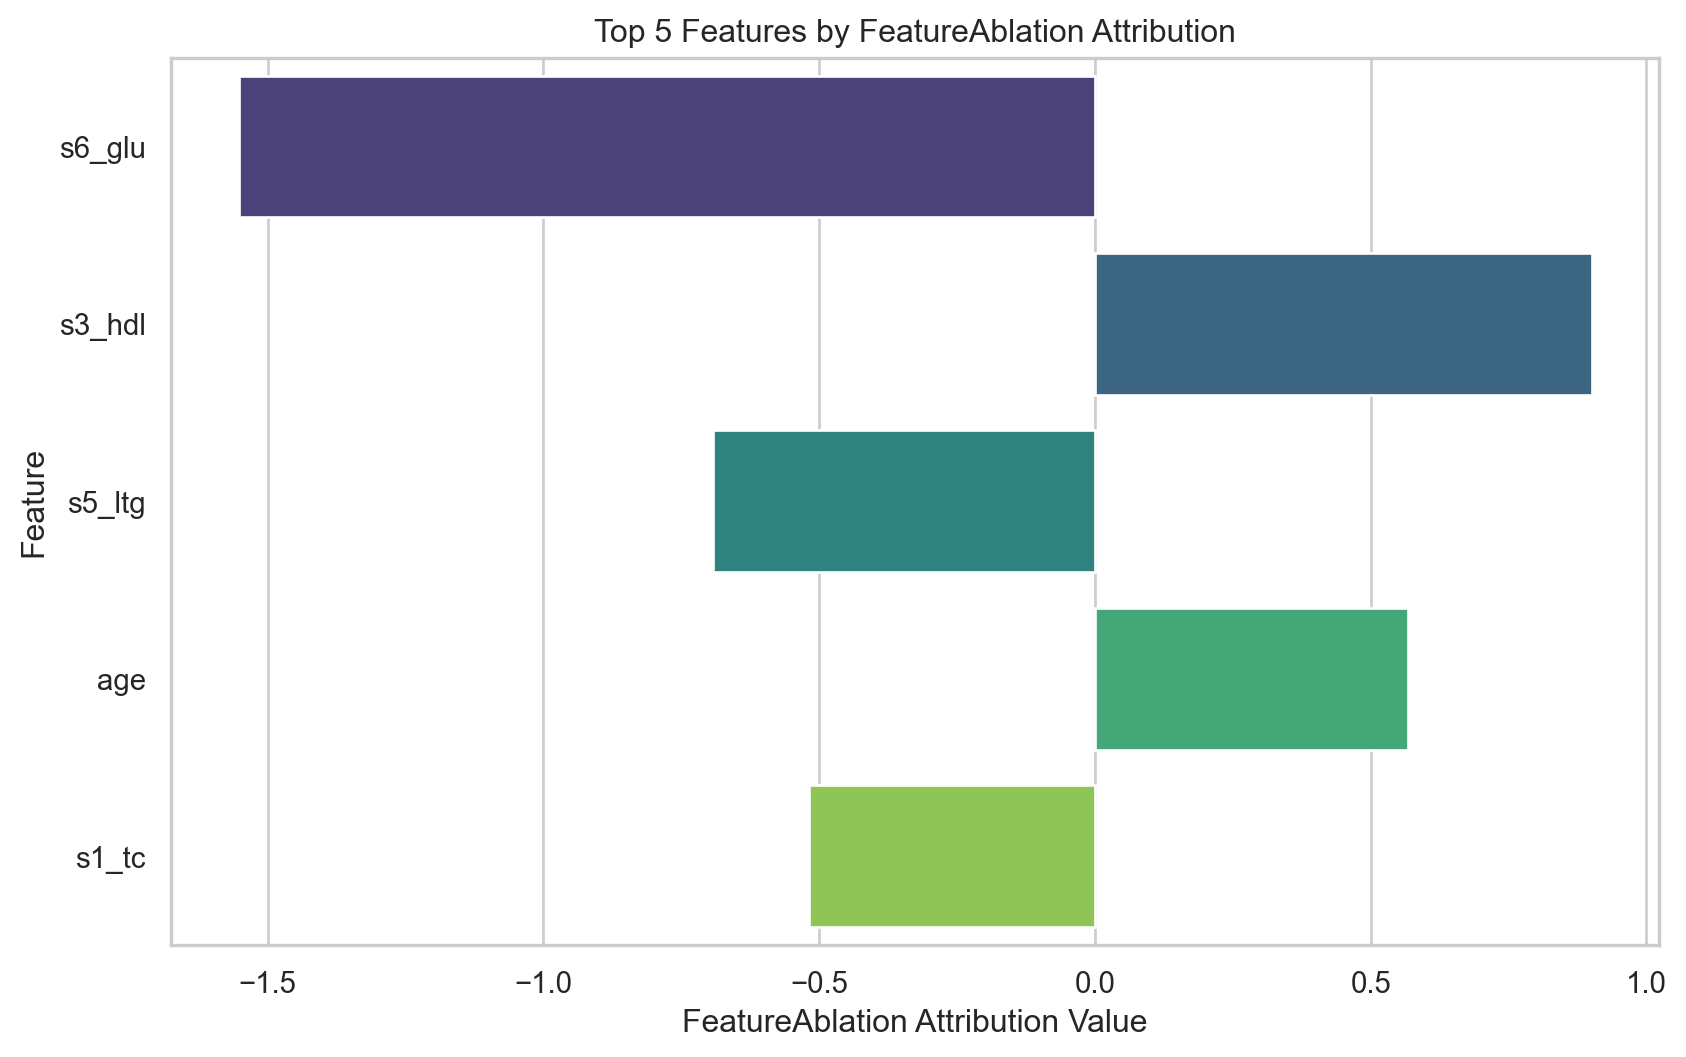 Top 5 Features by FeatureAblation Attribution
Feature
s6_glu
s3_hdl
s5_ltg
age
s1_tc
−1.5 −1.0 −0.5 0.0 0.5 1.0
FeatureAblation Attribution Value